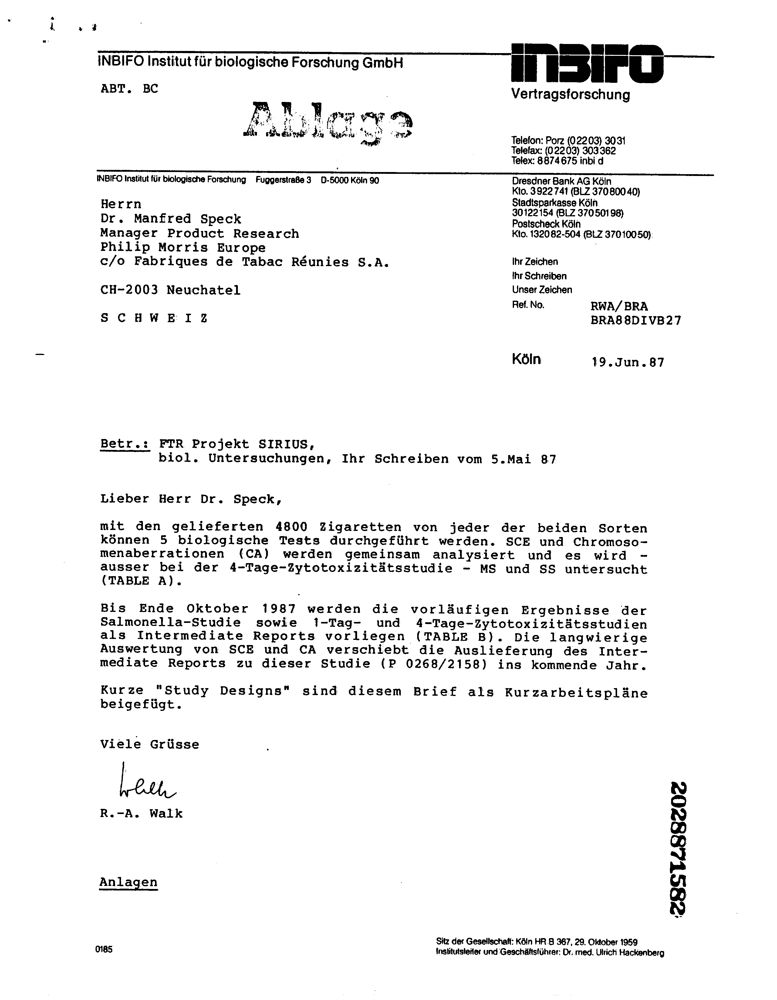 INBIFO Institut für biologische Forschung GmbH
INBIFO
ABT. BC
Vertragsforschung
Ablage
Telefon: Porz (02203) 3031
Telefax: (02203) 303362
Telex: 8874675 inbi d
INBIFO Institut für biologische Forschung Fuggerstraße 3 D-5000 Köln 90
Dresdner Bank AG Köln
Kto. 3922741 (BLZ 37080040)
Stadtsparkasse Köln
30122154 (BLZ 37050198)
Postscheck Köln
Kto. 132082-504 (BLZ 37010050)
Herrn
Dr. Manfred Speck
Manager Product Research
Philip Morris Europe
c/o Fabriques de Tabac Réunies S.A.
CH-2003 Neuchatel
S C H W E I Z
Ihr Zeichen
Ihr Schreiben
Unser Zeichen
Ref. No. RWA/BRA
BRA88DIVB27
Köln 19.Jun.87
Betr.: FTR Projekt SIRIUS,
biol. Untersuchungen, Ihr Schreiben vom 5.Mai 87
Lieber Herr Dr. Speck,
mit den gelieferten 4800 Zigaretten von jeder der beiden Sorten
können 5 biologische Tests durchgeführt werden. SCE und Chromoso-
menaberrationen (CA) werden gemeinsam analysiert und es wird -
ausser bei der 4-Tage-Zytotoxizitätsstudie - MS und SS untersucht
(TABLE A).
Bis Ende Oktober 1987 werden die vorläufigen Ergebnisse der
Salmonella-Studie sowie 1-Tag- und 4-Tage-Zytotoxizitätsstudien
als Intermediate Reports vorliegen (TABLE B). Die langwierige
Auswertung von SCE und CA verschiebt die Auslieferung des Inter-
mediate Reports zu dieser Studie (P 0268/2158) ins kommende Jahr.
Kurze "Study Designs" sind diesem Brief als Kurzarbeitspläne
beigefügt.
Viele Grüsse
R.-A. Walk
Anlagen
2028871582
0185
Sitz der Gesellschaft: Köln HR B 367, 29. Oktober 1959
Institutsleiter und Geschäftsführer: Dr. med. Ulrich Hackenberg